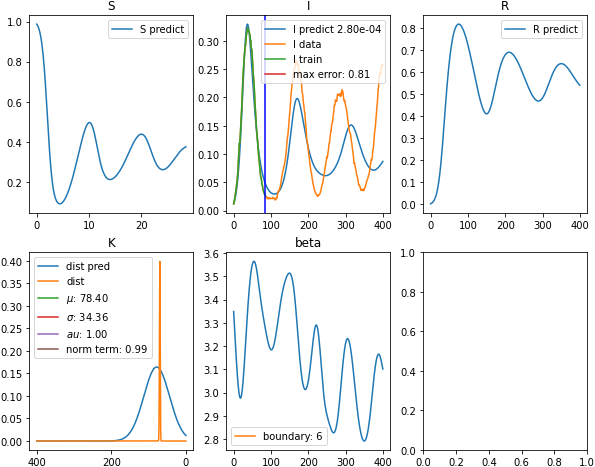 S
I
R
S predict
I predict 2.80e-04
I data
I train
max error: 0.81
R predict
1.0
0.8
0.6
0.4
0.2
0 10 20
0.30
0.25
0.20
0.15
0.10
0.05
0.00
0 100 200 300 400
0.8
0.7
0.6
0.5
0.4
0.3
0.2
0.1
0.0
0 100 200 300 400
K
beta
dist pred
dist
μ: 78.40
σ: 34.36
au: 1.00
norm term: 0.99
0.40
0.35
0.30
0.25
0.20
0.15
0.10
0.05
0.00
400 200 0
3.6
3.5
3.4
3.3
3.2
3.1
3.0
2.9
2.8
boundary: 6
0 100 200 300 400
1.0
0.8
0.6
0.4
0.2
0.0
0.0 0.2 0.4 0.6 0.8 1.0